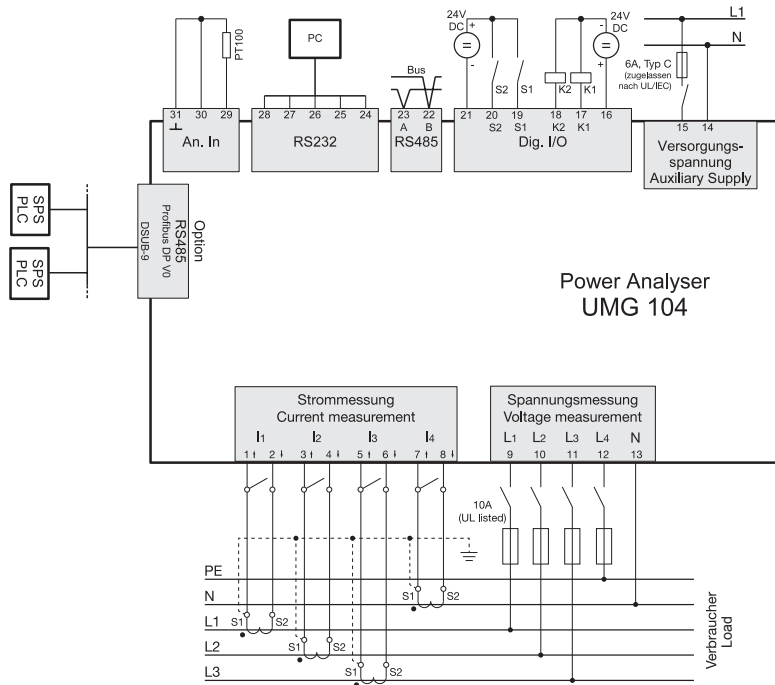 24V
DC
+
=
-
S2
S1
K2
K1
24V
DC
-
=
+
L1
N
6A, Typ C
(zugelassen
nach UL/IEC)
PC
PT100
Bus
31 30 29
An. In
28 27 26 25 24
RS232
23 22
A B
RS485
21 20 19 18 17 16
S2 S1 K2 K1
Dig. I/O
15 14
Versorgungs-
spannung
Auxiliary Supply
SPS
PLC
SPS
PLC
Option
RS485
Profibus DP V0
DSUB-9
Power Analyser
UMG 104
Strommessung
Current measurement
I1 I2 I3 I4
1 2 3 4 5 6 7 8
Spannungsmessung
Voltage measurement
L1 L2 L3 L4 N
9 10 11 12 13
10A
(UL listed)
PE
N
S1 S2
L1
S1 S2
L2
S1 S2
L3
S1 S2
Verbraucher
Load